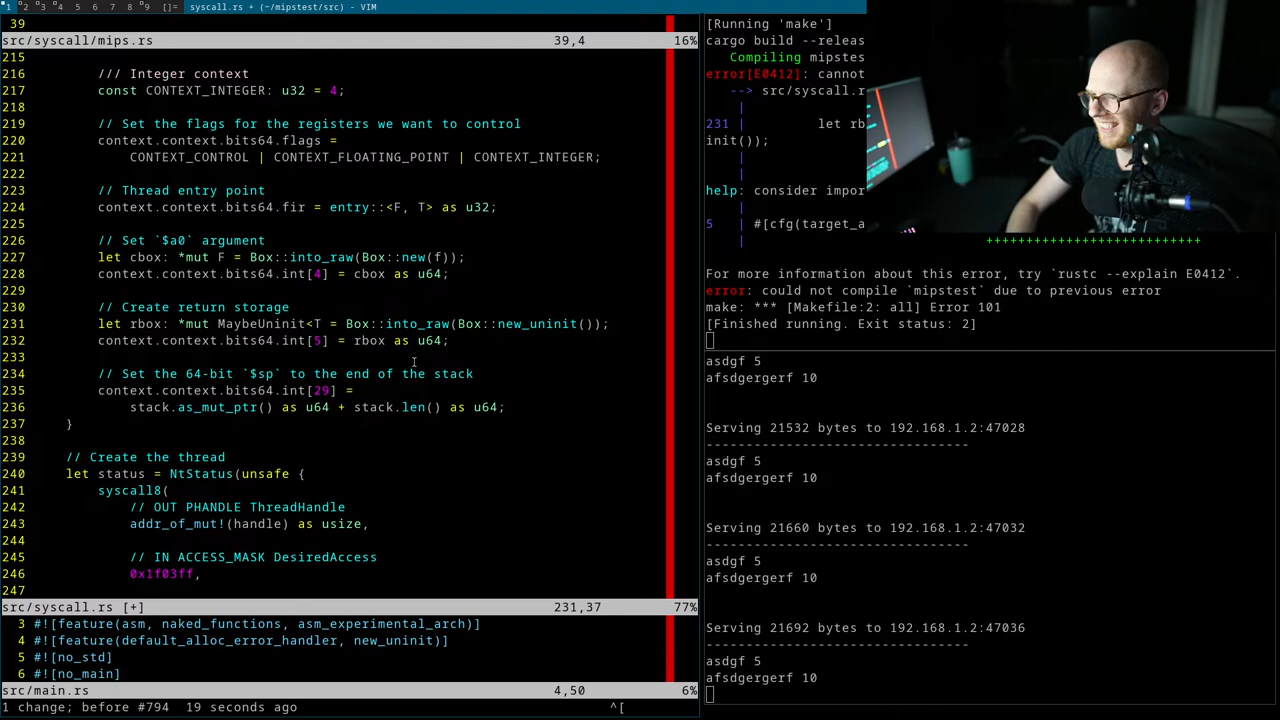 1 2 3 4 5 6 7 8 9 []= syscall.rs + (~/mipstest/src) - VIM
39
src/syscall/mips.rs 39,4 16%
215
216 /// Integer context
217 const CONTEXT_INTEGER: u32 = 4;
218
219 // Set the flags for the registers we want to control
220 context.context.bits64.flags =
221 CONTEXT_CONTROL | CONTEXT_FLOATING_POINT | CONTEXT_INTEGER;
222
223 // Thread entry point
224 context.context.bits64.fir = entry::<F, T> as u32;
225
226 // Set `$a0` argument
227 let cbox: *mut F = Box::into_raw(Box::new(f));
228 context.context.bits64.int[4] = cbox as u64;
229
230 // Create return storage
231 let rbox: *mut MaybeUninit<T = Box::into_raw(Box::new_uninit());
232 context.context.bits64.int[5] = rbox as u64;
233
234 // Set the 64-bit `$sp` to the end of the stack
235 context.context.bits64.int[29] =
236 stack.as_mut_ptr() as u64 + stack.len() as u64;
237 }
238
239 // Create the thread
240 let status = NtStatus(unsafe {
241 syscall8(
242 // OUT PHANDLE ThreadHandle
243 addr_of_mut!(handle) as usize,
244
245 // IN ACCESS_MASK DesiredAccess
246 0x1f03ff,
247
src/syscall.rs [+] 231,37 77%
3 #![feature(asm, naked_functions, asm_experimental_arch)]
4 #![feature(default_alloc_error_handler, new_uninit)]
5 #![no_std]
6 #![no_main]
src/main.rs 4,50 6%
1 change; before #794 19 seconds ago ^[
[Running 'make']
cargo build --releas
Compiling mipstes
error[E0412]: cannot
--> src/syscall.r
|
231 | let rb
init());
|
|
help: consider impor
|
5 | #[cfg(target_a
| +++++++++++++++++++++++++++
For more information about this error, try `rustc --explain E0412`.
error: could not compile `mipstest` due to previous error
make: *** [Makefile:2: all] Error 101
[Finished running. Exit status: 2]
asdgf 5
afsdgergerf 10
Serving 21532 bytes to 192.168.1.2:47028
---------------------------------
asdgf 5
afsdgergerf 10
Serving 21660 bytes to 192.168.1.2:47032
---------------------------------
asdgf 5
afsdgergerf 10
Serving 21692 bytes to 192.168.1.2:47036
---------------------------------
asdgf 5
afsdgergerf 10